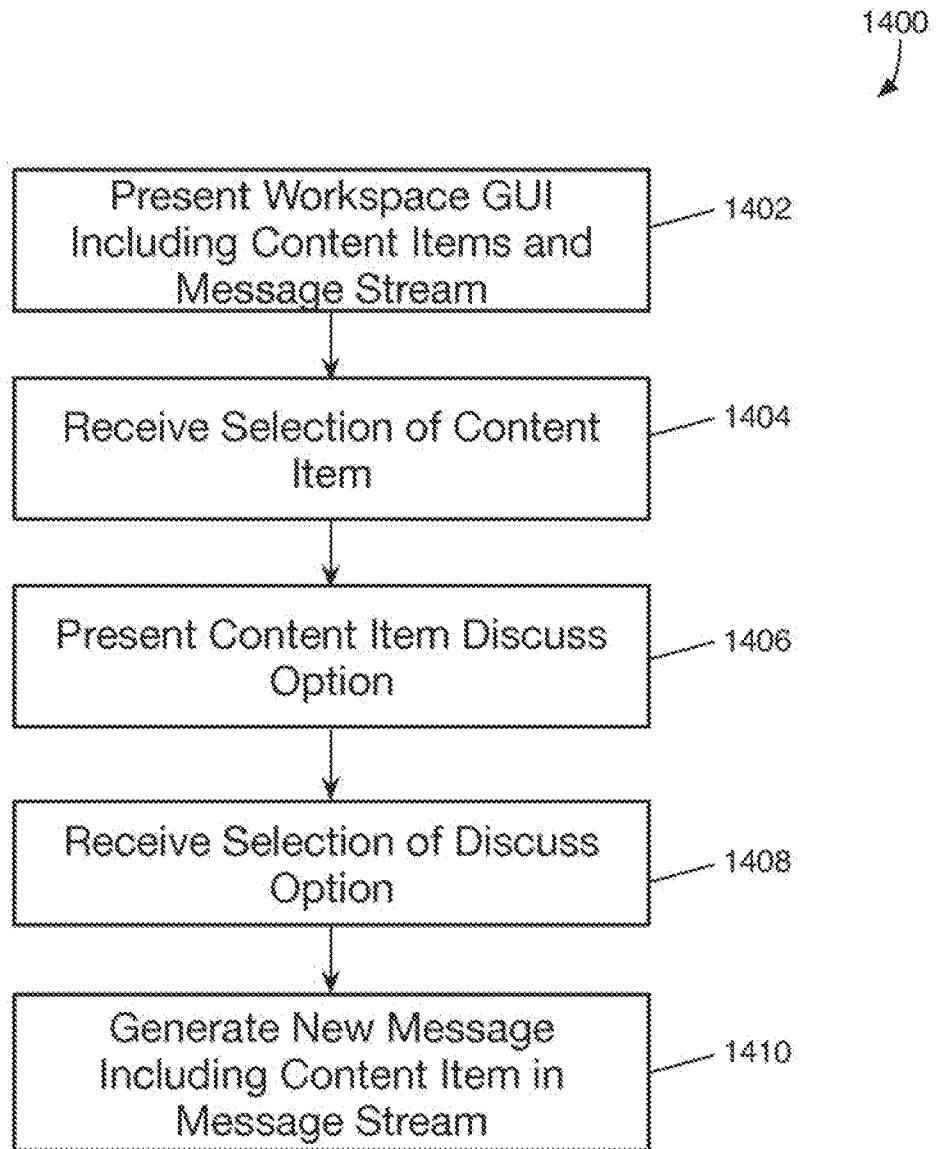 1400
Present Workspace GUI
Including Content Items and
Message Stream
1402
Receive Selection of Content
Item
1404
Present Content Item Discuss
Option
1406
Receive Selection of Discuss
Option
1408
Generate New Message
Including Content Item in
Message Stream
1410